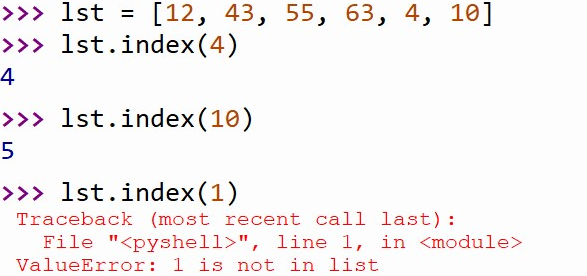 >>> lst = [12, 43, 55, 63, 4, 10]
>>> lst.index(4)
4
>>> lst.index(10)
5
>>> lst.index(1)
Traceback (most recent call last):
  File "<pyshell>", line 1, in <module>
ValueError: 1 is not in list